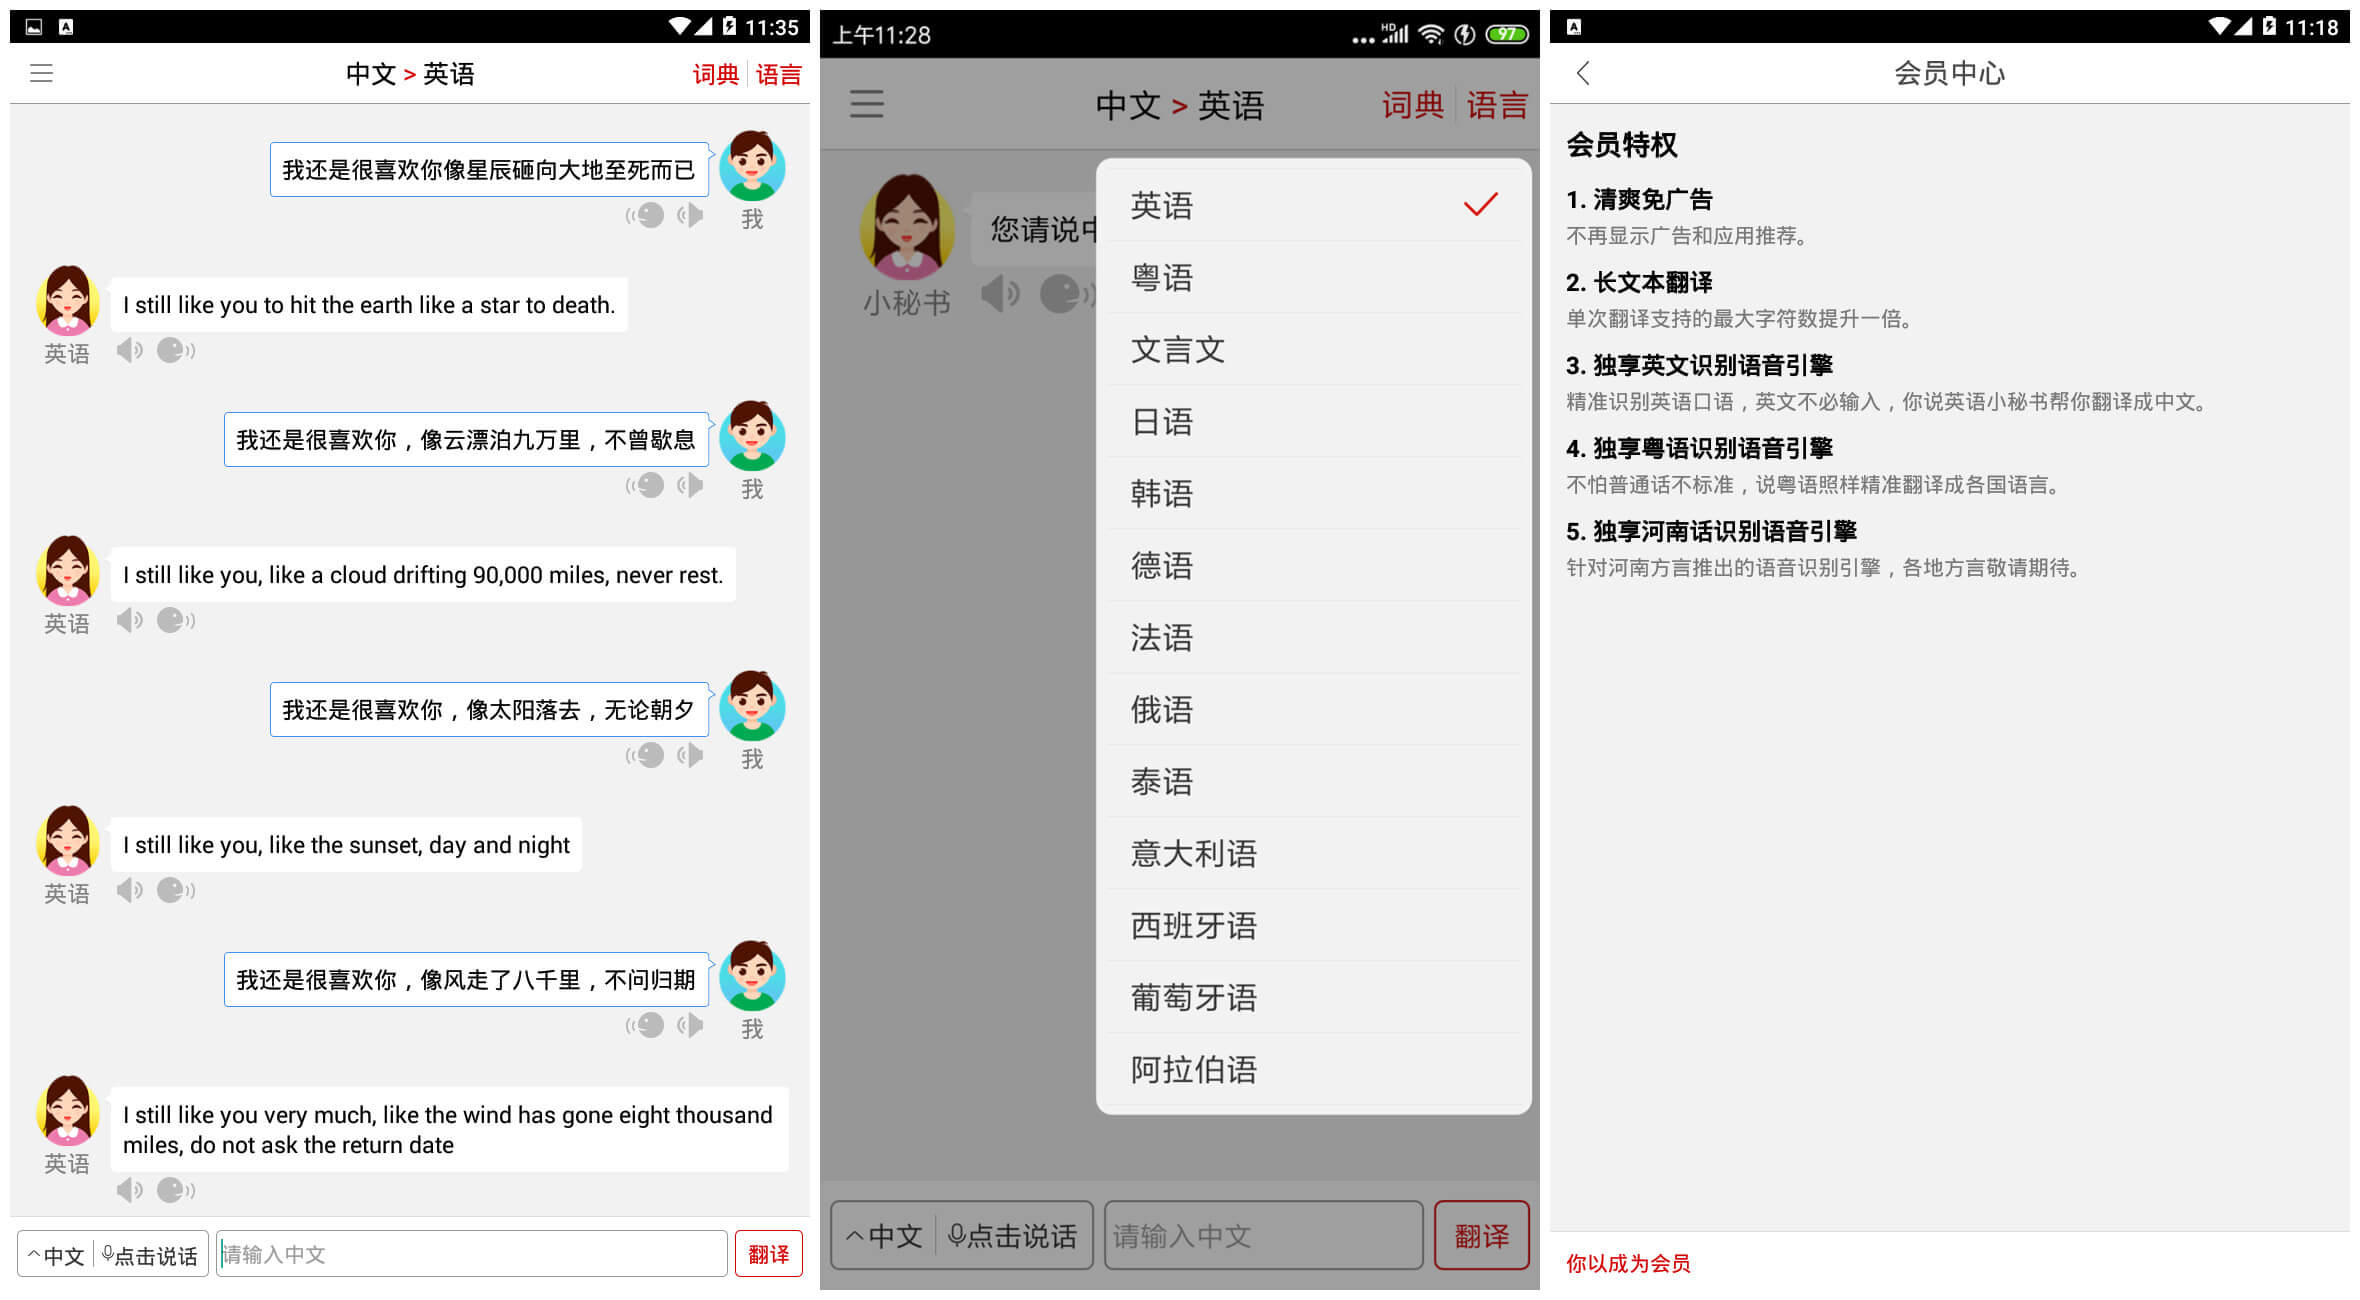 11:35
中文 > 英语
词典 语言
我还是很喜欢你像星辰砸向大地至死而已
我
I still like you to hit the earth like a star to death.
英语
我还是很喜欢你，像云漂泊九万里，不曾歇息
我
I still like you, like a cloud drifting 90,000 miles, never rest.
英语
我还是很喜欢你，像太阳落去，无论朝夕
我
I still like you, like the sunset, day and night
英语
我还是很喜欢你，像风走了八千里，不问归期
我
I still like you very much, like the wind has gone eight thousand
miles, do not ask the return date
英语
中文 点击说话 请输入中文 翻译
上午11:28
HD 97
中文 > 英语
词典 语言
您请说中
小秘书
英语
粤语
文言文
日语
韩语
德语
法语
俄语
泰语
意大利语
西班牙语
葡萄牙语
阿拉伯语
中文 点击说话 请输入中文 翻译
A
11:18
会员中心
会员特权
1. 清爽免广告
不再显示广告和应用推荐。
2. 长文本翻译
单次翻译支持的最大字符数提升一倍。
3. 独享英文识别语音引擎
精准识别英语口语，英文不必输入，你说英语小秘书帮你翻译成中文。
4. 独享粤语识别语音引擎
不怕普通话不标准，说粤语照样精准翻译成各国语言。
5. 独享河南话识别语音引擎
针对河南方言推出的语音识别引擎，各地方言敬请期待。
你以成为会员